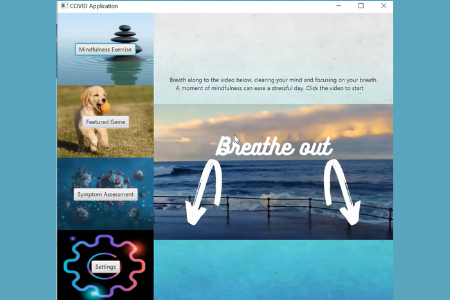 COVID Application
Mindfulness Exercise
Breathe along to the video below, clearing your mind and focusing on your breath.
A moment of mindfulness can ease a stressful day. Click the video to start
Featured Game
Breathe out
Symptom Assessment
Settings